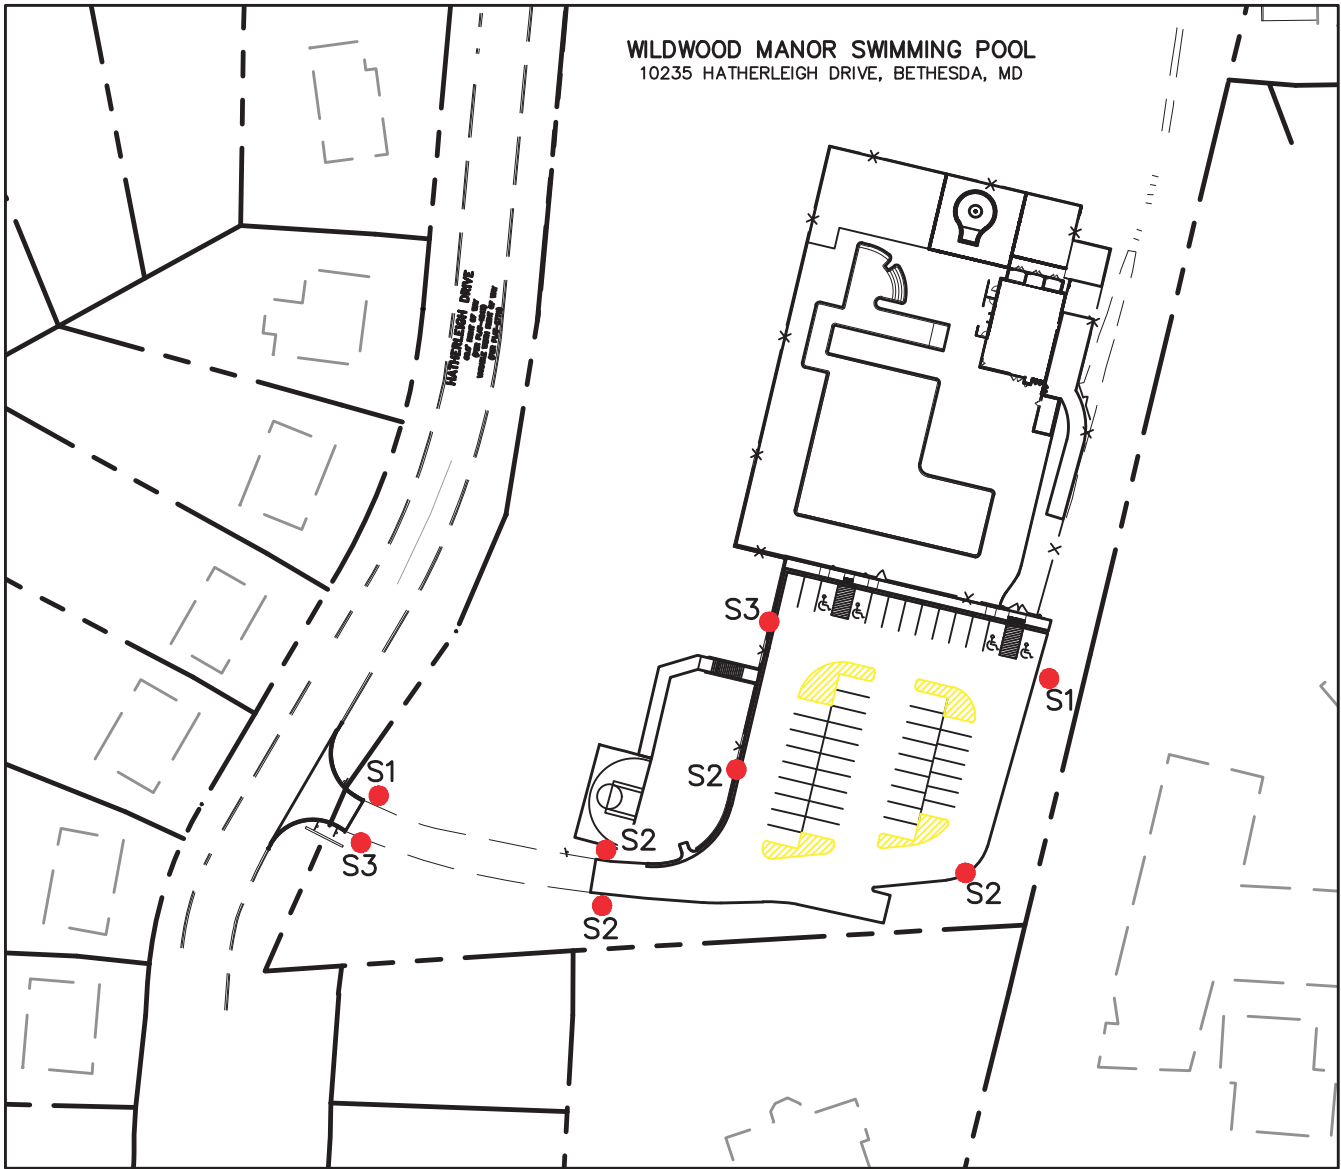 WILDWOOD MANOR SWIMMING POOL
10235 HATHERLEIGH DRIVE, BETHESDA, MD
HATHERLEIGH DRIVE
S3
S1
S2
S1
S2
S3
S2
S2